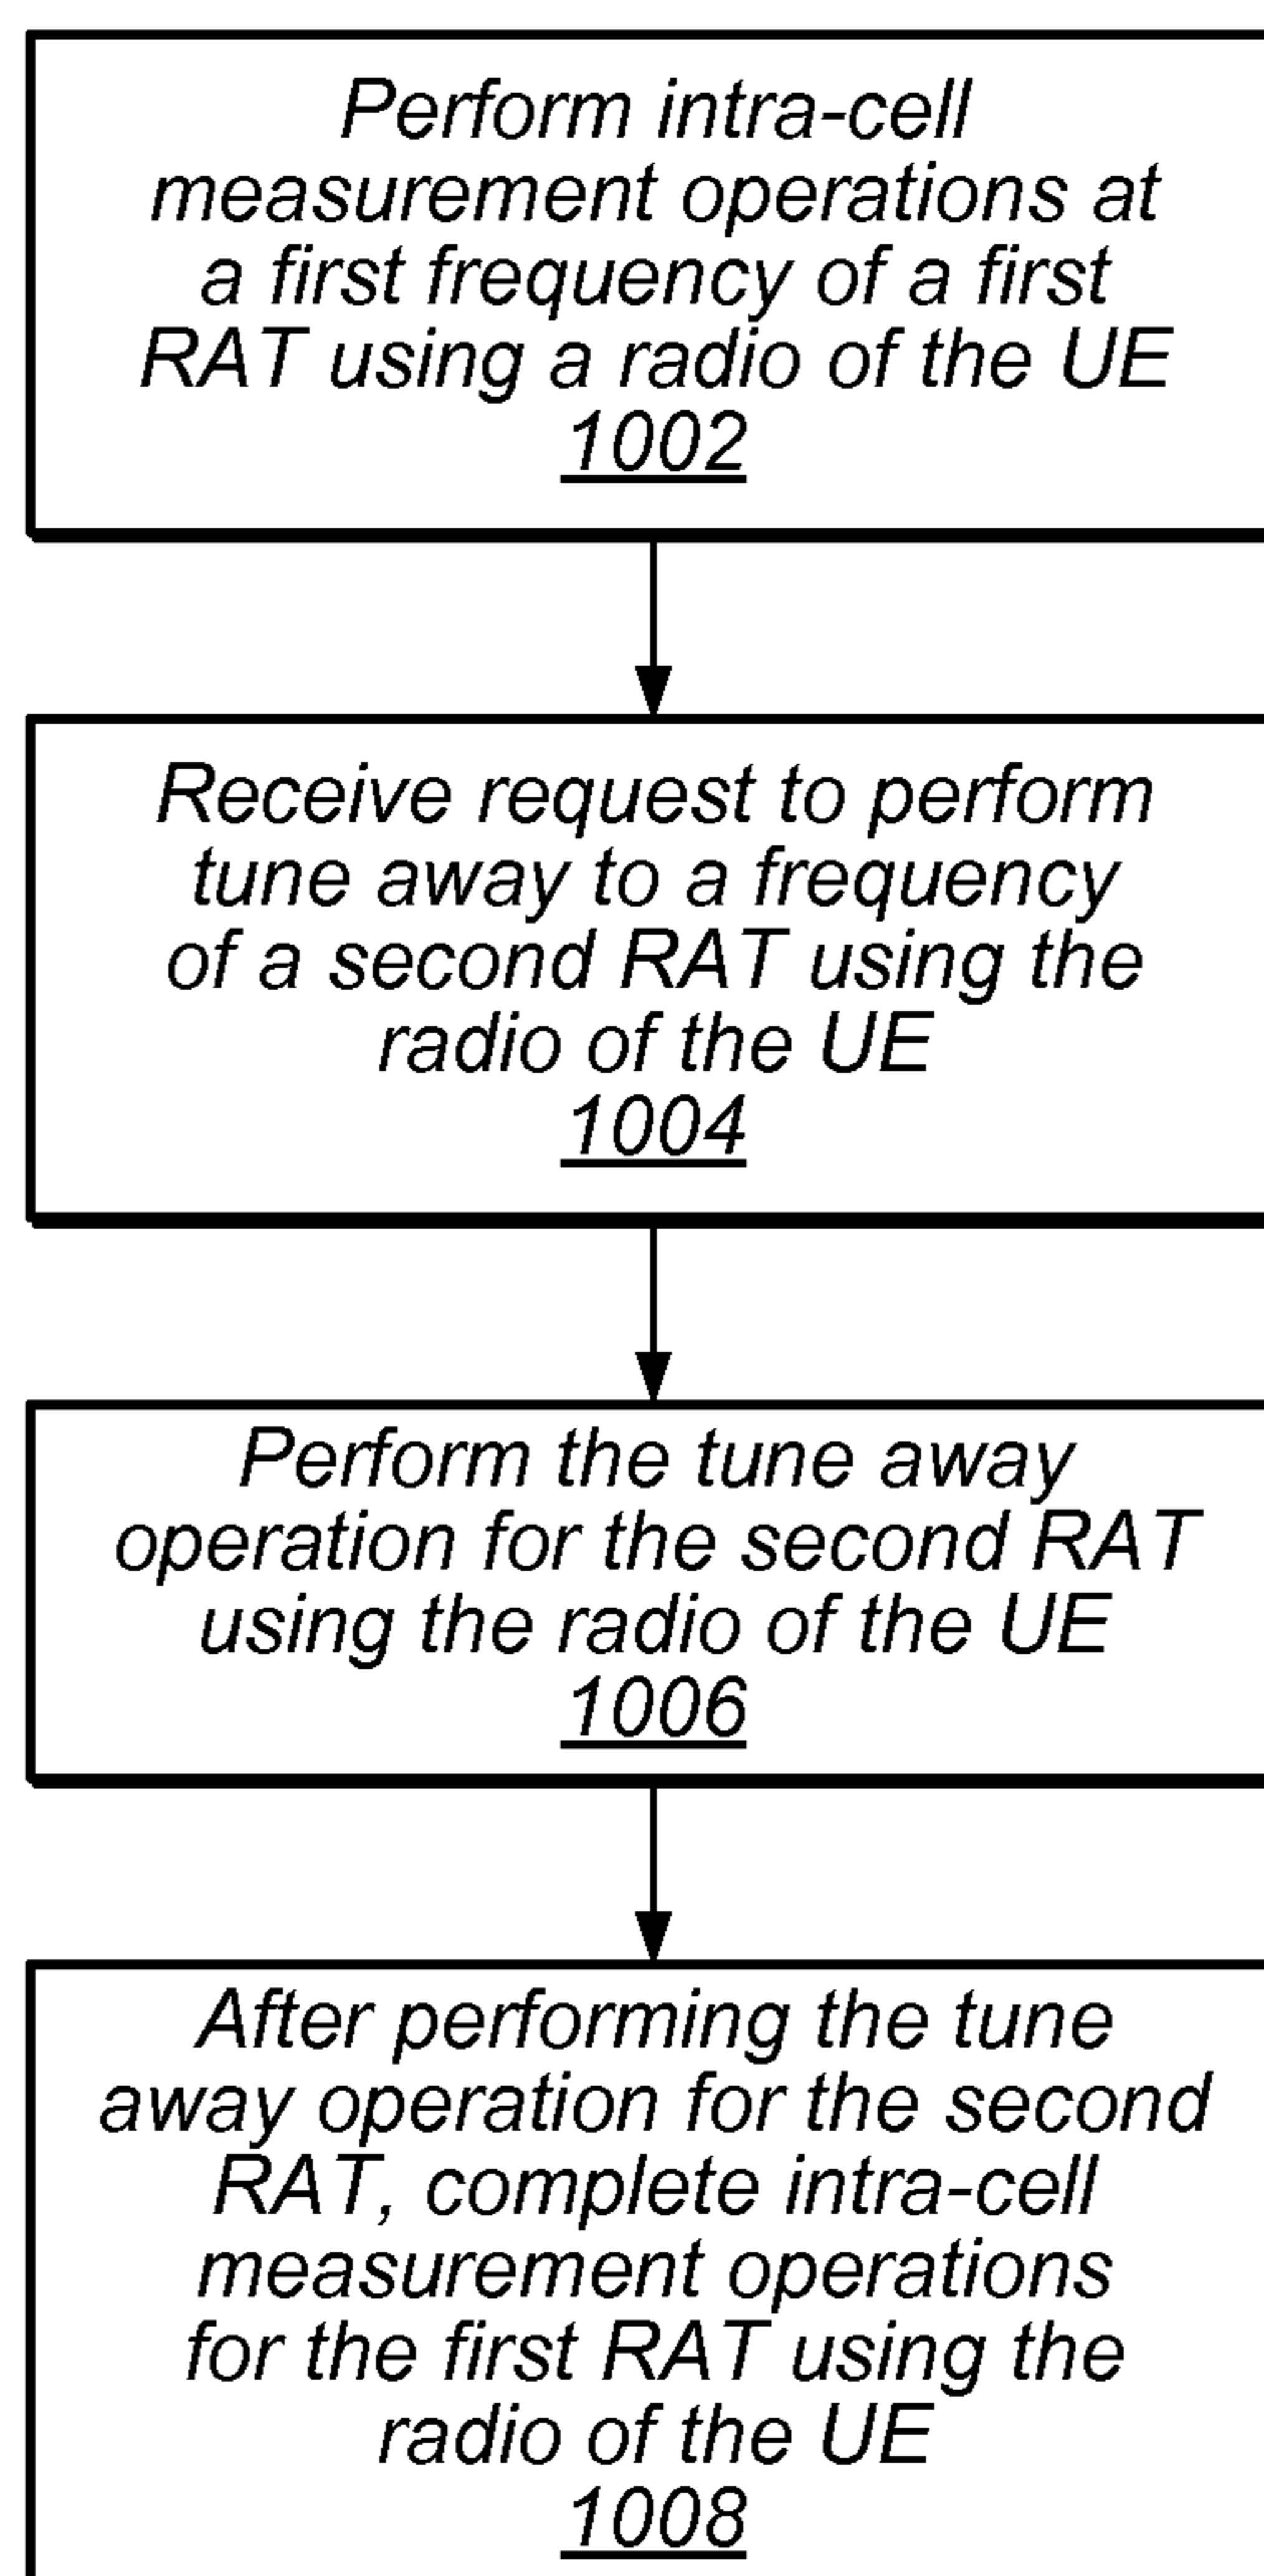 Perform intra-cell
measurement operations at
a first frequency of a first
RAT using a radio of the UE
1002
Receive request to perform
tune away to a frequency
of a second RAT using the
radio of the UE
1004
Perform the tune away
operation for the second RAT
using the radio of the UE
1006
After performing the tune
away operation for the second
RAT, complete intra-cell
measurement operations
for the first RAT using the
radio of the UE
1008